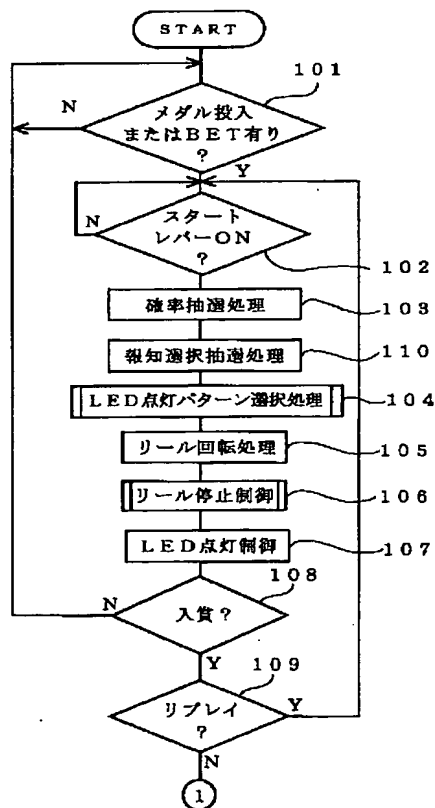 START
101
N
メダル投入
またはBET有り
?
Y
スタート
レバーON
?
N
102
確率抽選処理
103
報知選択抽選処理
110
LED点灯パターン選択処理
104
リール回転処理
105
リール停止制御
106
LED点灯制御
107
108
N
入賞?
Y
109
リプレイ
?
Y
N
1